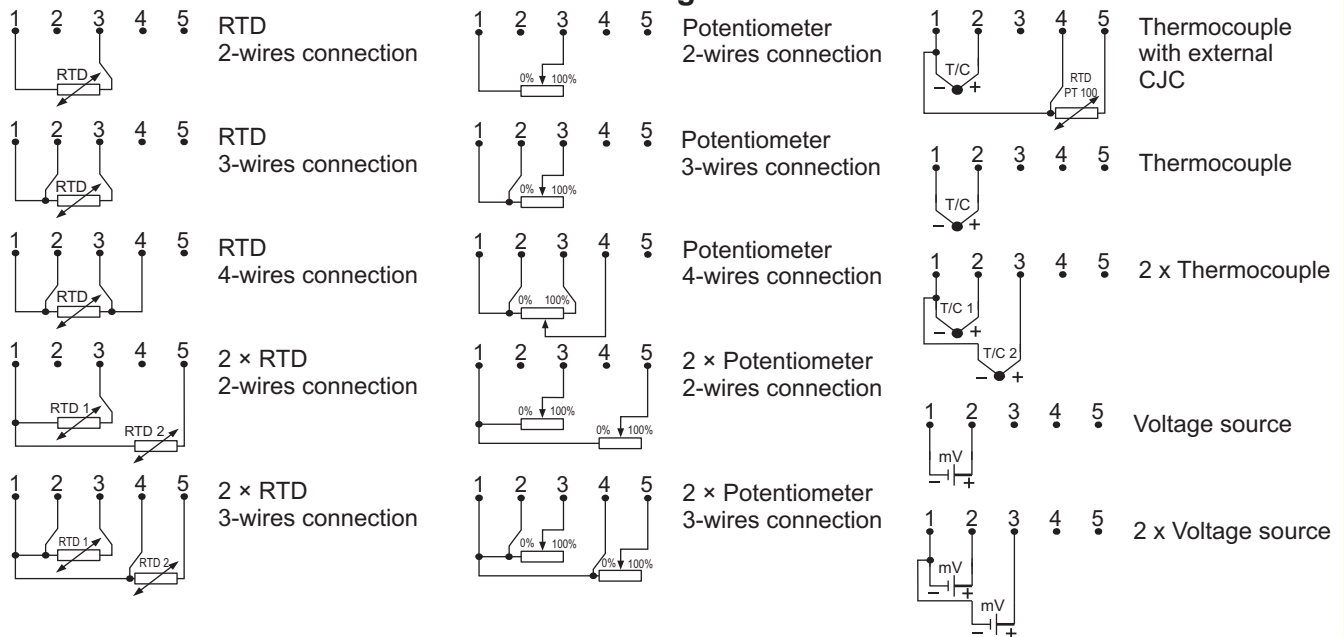 g
1 2 3 4 5
RTD
2-wires connection
RTD
1 2 3 4 5
RTD
3-wires connection
RTD
1 2 3 4 5
RTD
4-wires connection
RTD
1 2 3 4 5
2 × RTD
2-wires connection
RTD 1
RTD 2
1 2 3 4 5
2 × RTD
3-wires connection
RTD 1
RTD 2
1 2 3 4 5
Potentiometer
2-wires connection
0% 100%
1 2 3 4 5
Potentiometer
3-wires connection
0% 100%
1 2 3 4 5
Potentiometer
4-wires connection
0% 100%
1 2 3 4 5
2 × Potentiometer
2-wires connection
0% 100%
0% 100%
1 2 3 4 5
2 × Potentiometer
3-wires connection
0% 100%
0% 100%
1 2 3 4 5
Thermocouple
with external
CJC
T/C
− +
RTD
PT 100
1 2 3 4 5
Thermocouple
T/C
− +
1 2 3 4 5
2 x Thermocouple
T/C 1
− +
T/C 2
− +
1 2 3 4 5
Voltage source
mV
− +
1 2 3 4 5
2 x Voltage source
mV
− +
mV
− +